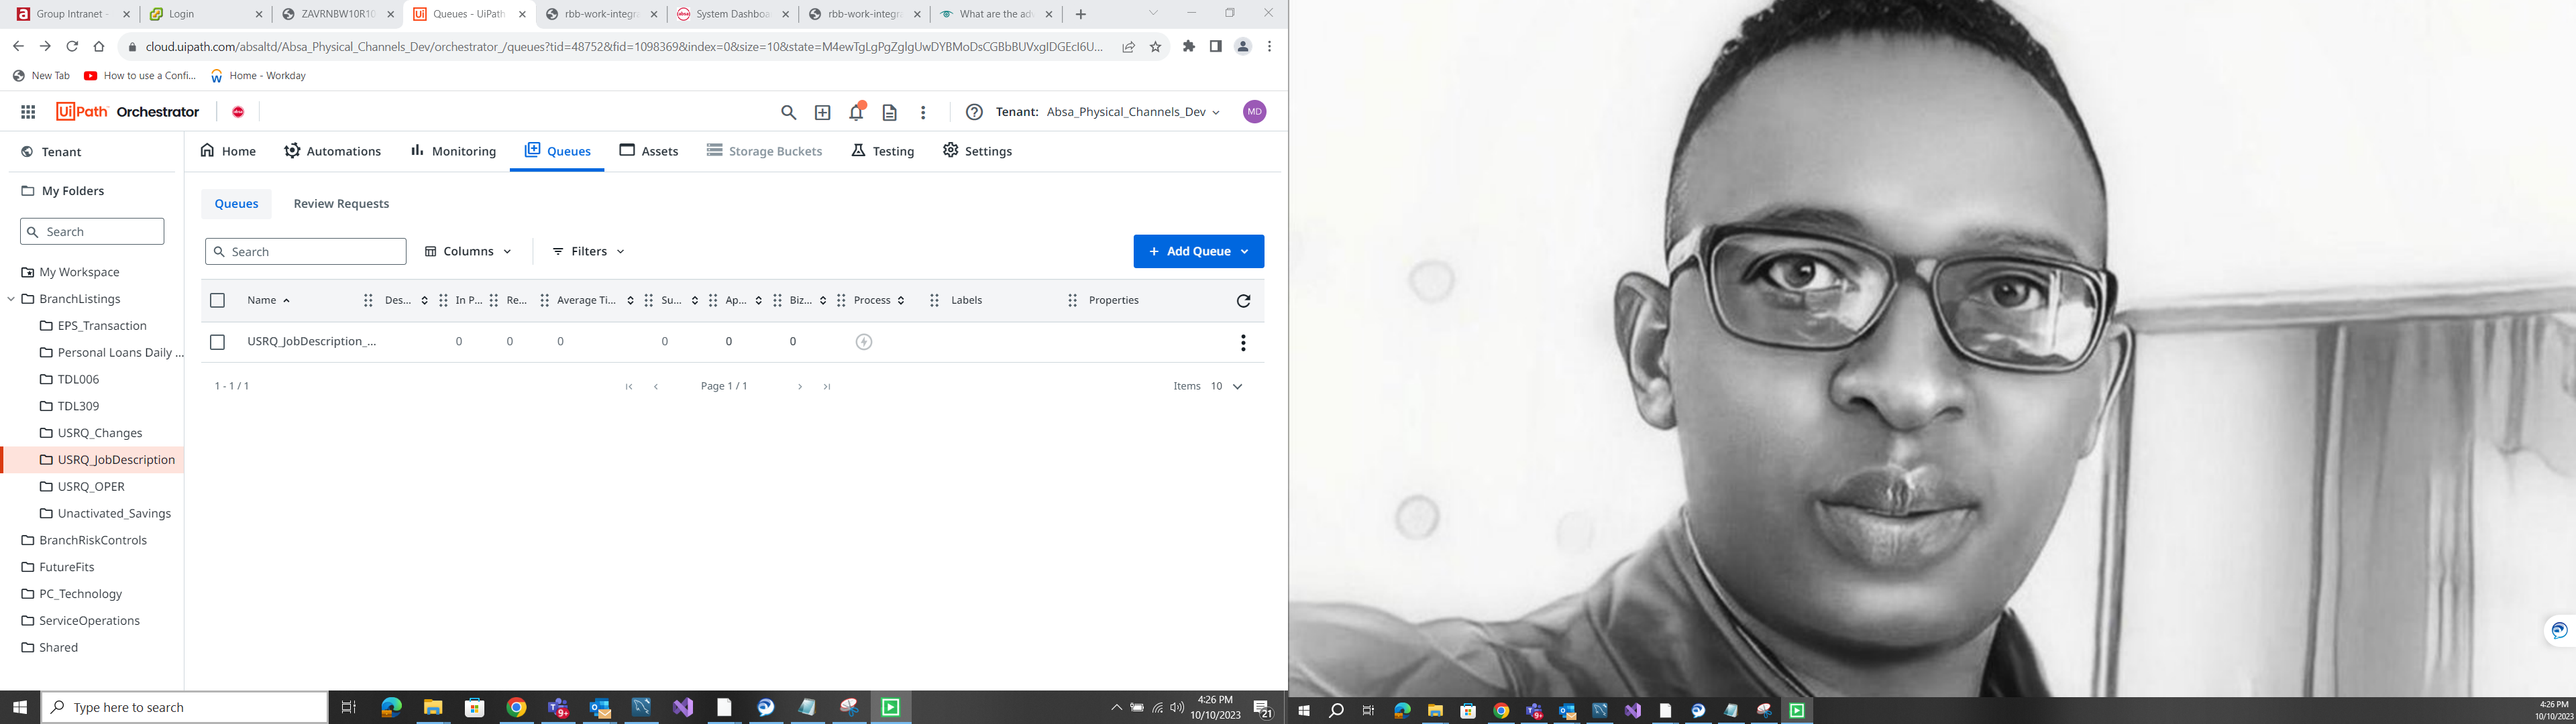 Group Intranet -
Login
ZAVRNBW10R10
Queues - UiPath
rbb-work-integra
System Dashboa
rbb-work-integra
What are the adv
cloud.uipath.com/absaltd/Absa_Physical_Channels_Dev/orchestrator_/queues?tid=48752&fid=1098369&index=0&size=10&state=M4ewTgLgPgZglgUwDYBMoDsCGBbBUVxgIDGEcI6U...
New Tab
How to use a Confi...
Home - Workday
UiPath Orchestrator
Tenant: Absa_Physical_Channels_Dev
MD
Tenant
Home
Automations
Monitoring
Queues
Assets
Storage Buckets
Testing
Settings
My Folders
Queues
Review Requests
Search
Search
Columns
Filters
+ Add Queue
My Workspace
BranchListings
EPS_Transaction
Personal Loans Daily ...
TDL006
TDL309
USRQ_Changes
USRQ_JobDescription
USRQ_OPER
Unactivated_Savings
BranchRiskControls
FutureFits
PC_Technology
ServiceOperations
Shared
Name
Des...
In P...
Re...
Average Ti...
Su...
Ap...
Biz...
Process
Labels
Properties
USRQ_JobDescription_...
0
0
0
0
0
0
1 - 1 / 1
Page 1 / 1
Items 10
Type here to search
9+
4:26 PM
10/10/2023
21
9+
4:26 PM
10/10/2023